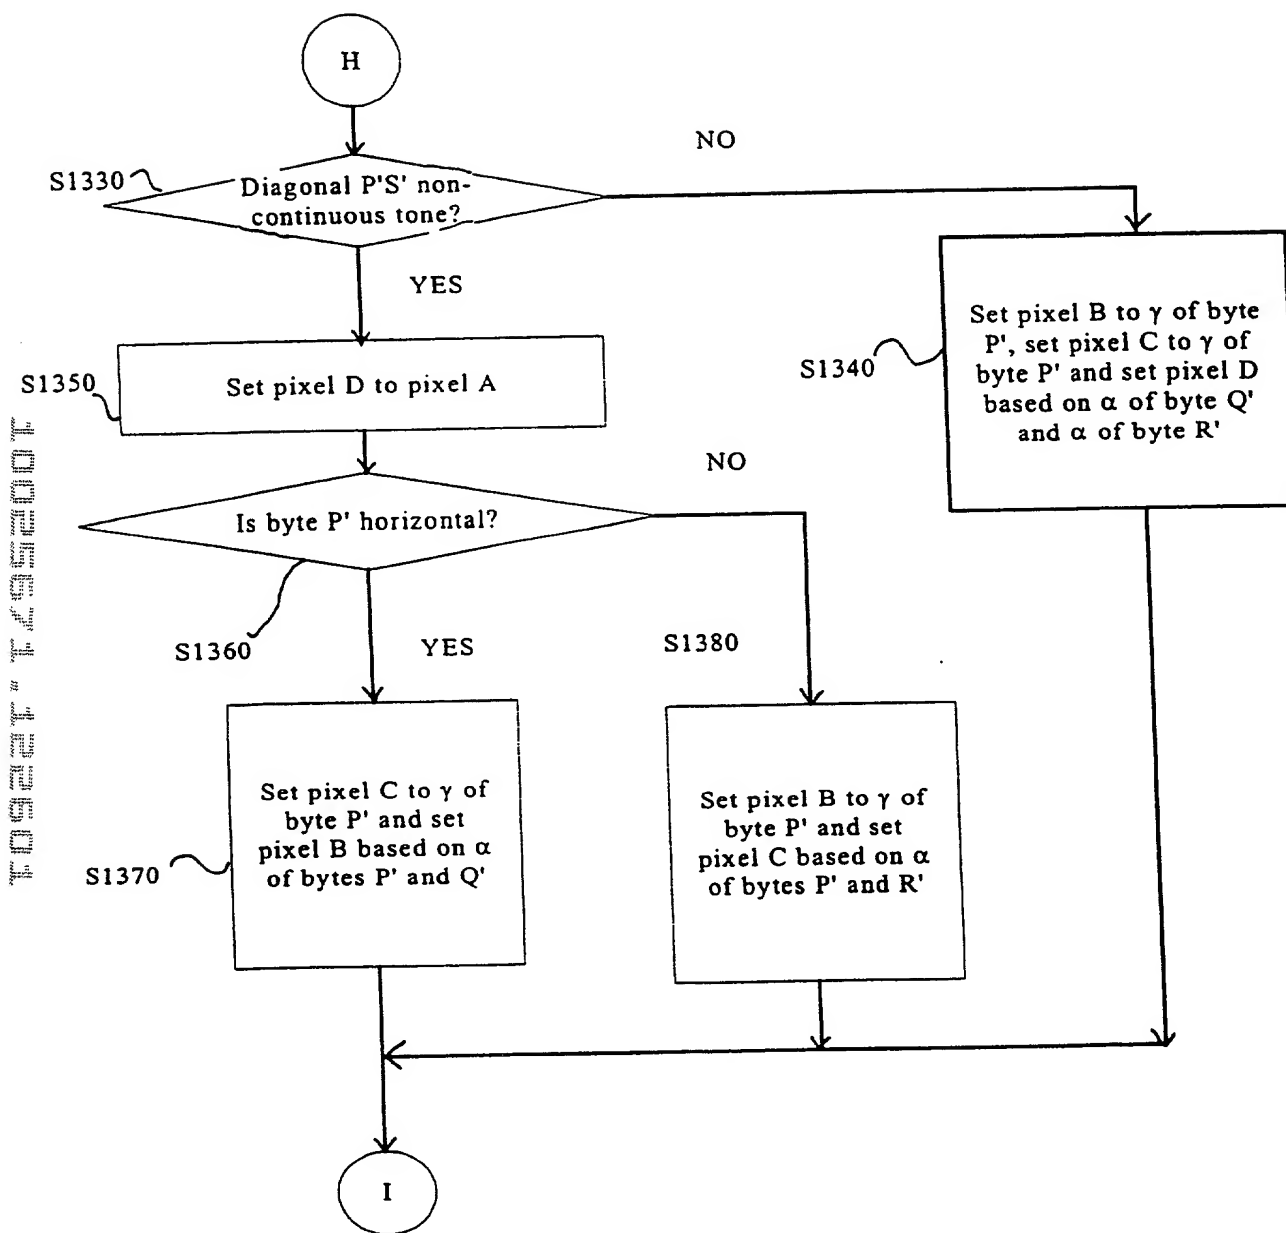 H
NO
S1330
Diagonal P'S' non-
continuous tone?
YES
S1350
Set pixel D to pixel A
S1340
Set pixel B to γ of byte
P', set pixel C to γ of
byte P' and set pixel D
based on α of byte Q'
and α of byte R'
NO
Is byte P' horizontal?
S1360
YES
S1380
Set pixel C to γ of
byte P' and set
pixel B based on α
of bytes P' and Q'
S1370
Set pixel B to γ of
byte P' and set
pixel C based on α
of bytes P' and R'
I